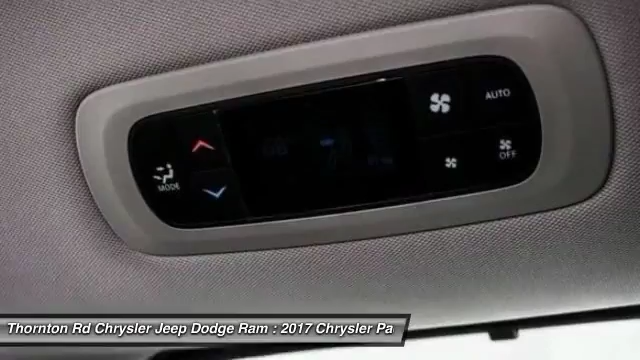 AUTO
MODE
OFF
Thornton Rd Chrysler Jeep Dodge Ram : 2017 Chrysler Pa